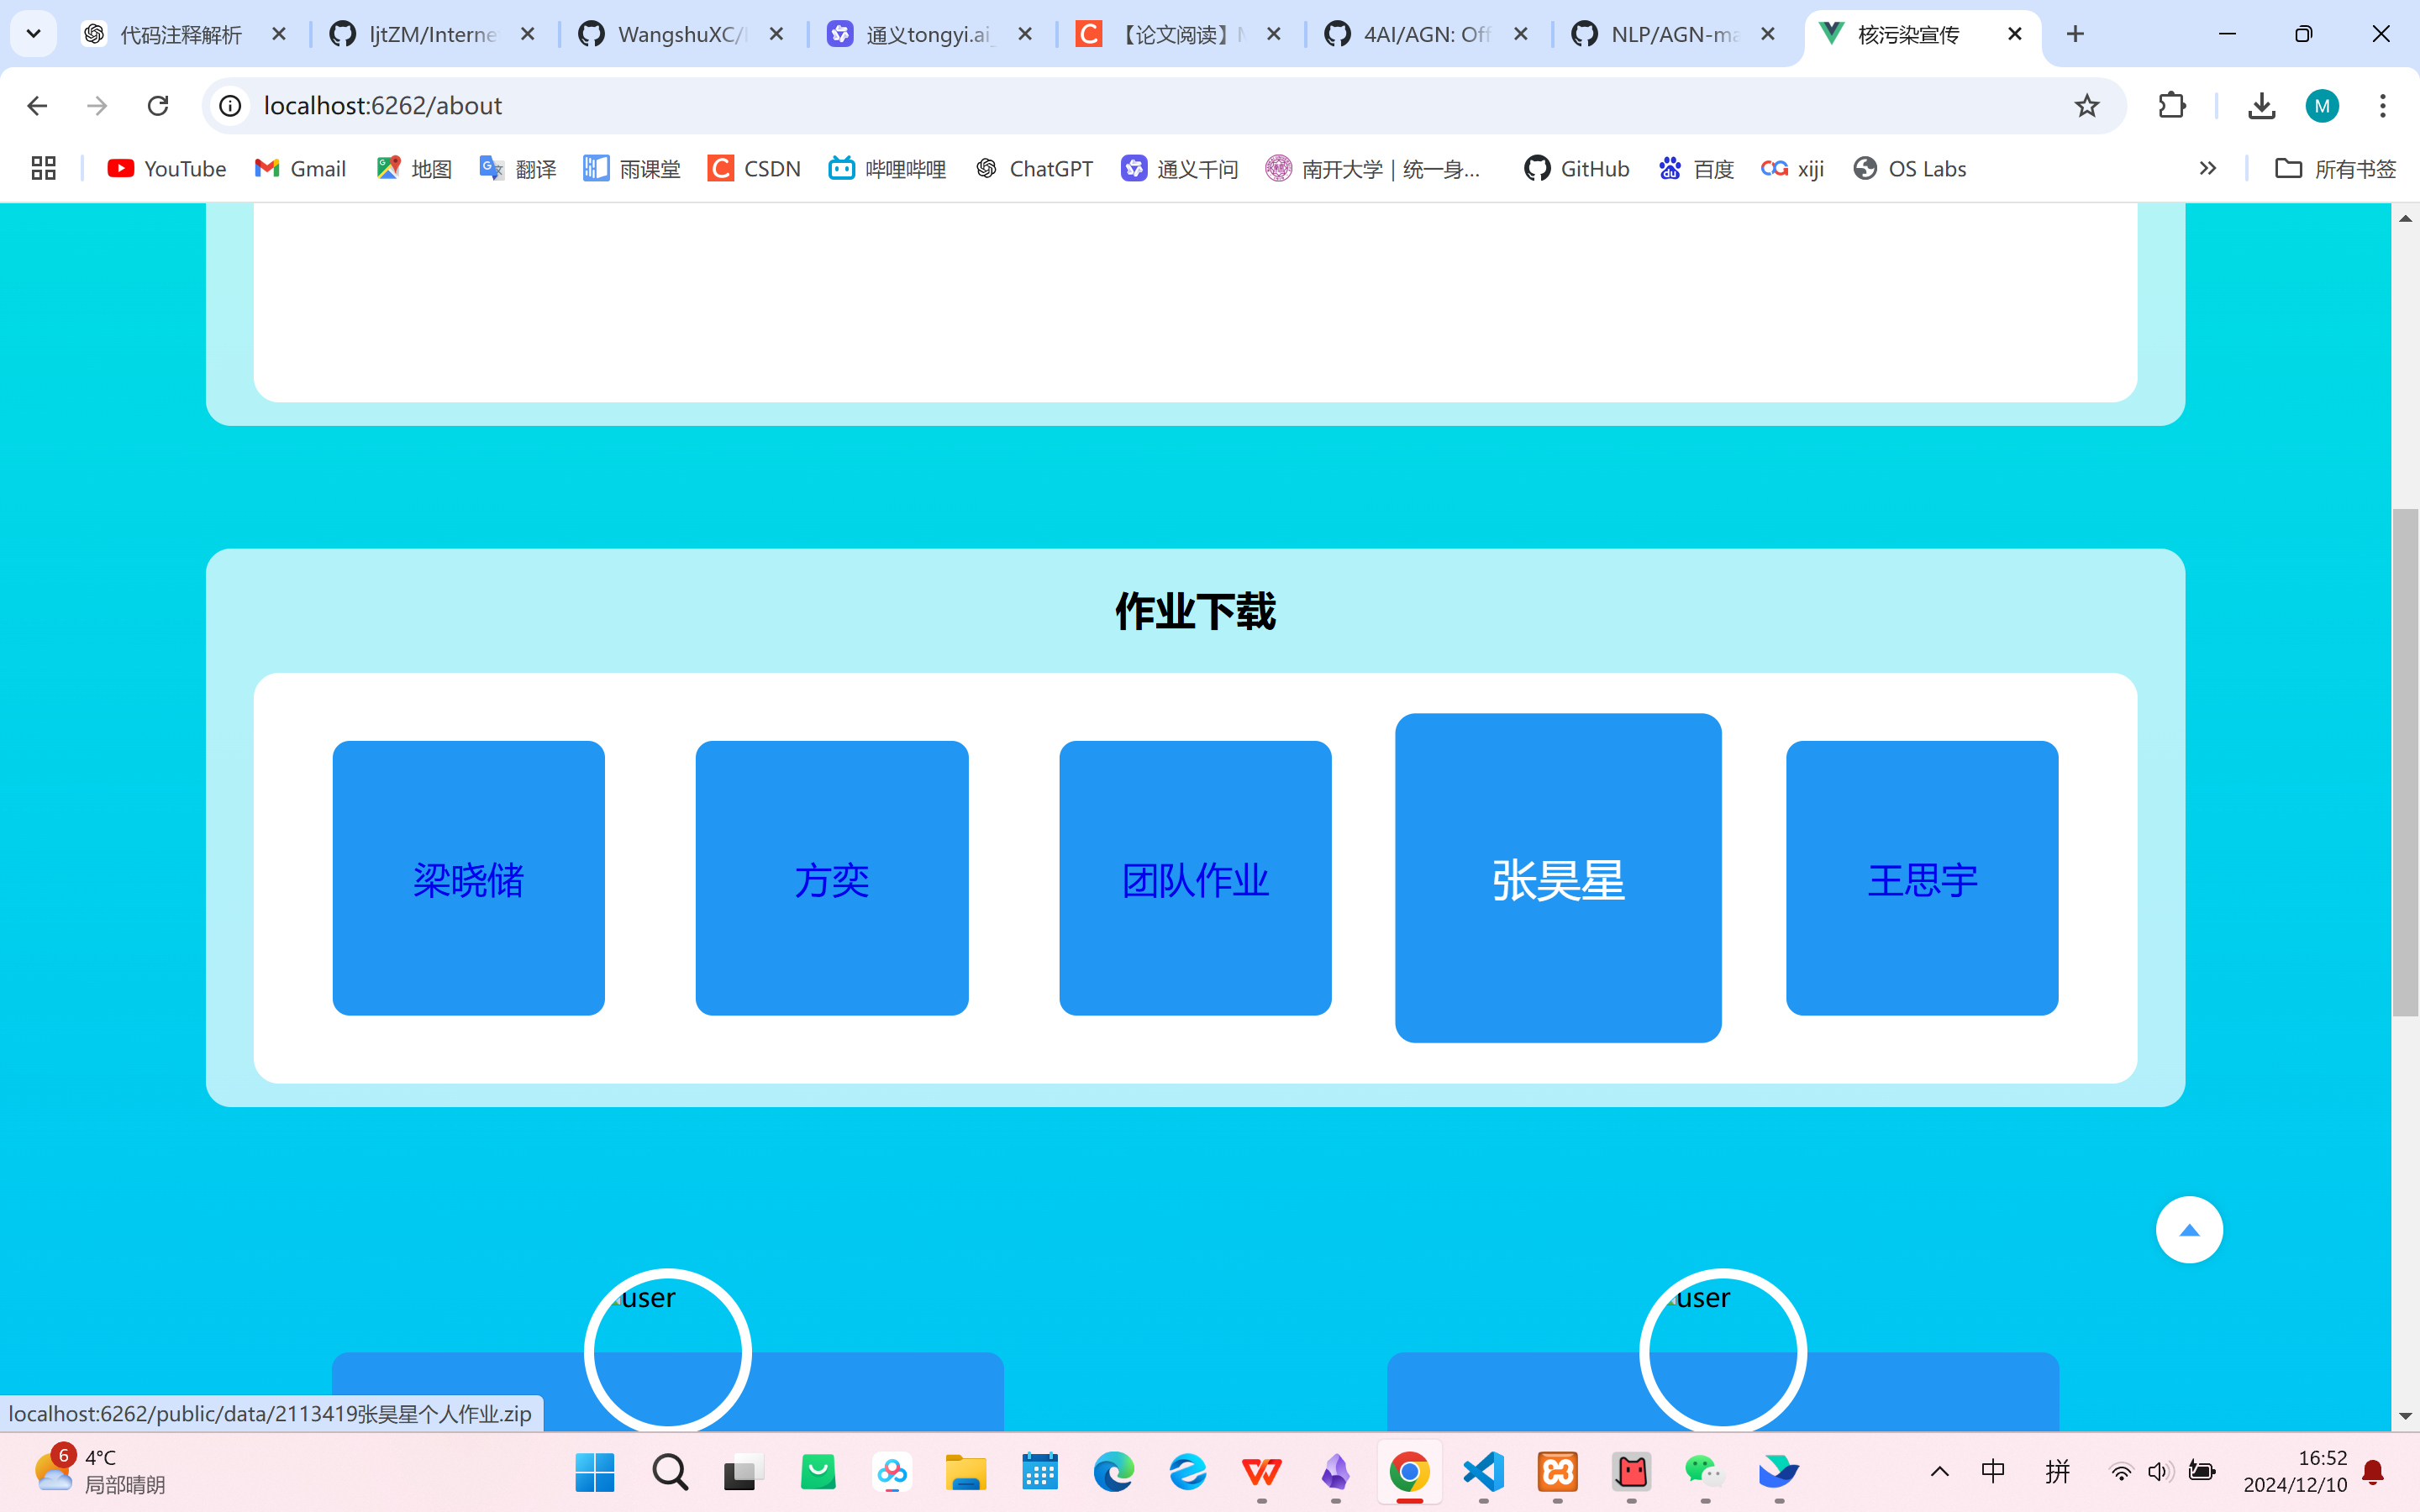 代码注释解析
ljtZM/Interne
WangshuXC/
通义tongyi.ai_
【论文阅读】
4AI/AGN: Off
NLP/AGN-ma
核污染宣传
localhost:6262/about
M
YouTube
Gmail
地图
翻译
雨课堂
CSDN
哔哩哔哩
ChatGPT
通义千问
南开大学 | 统一身...
GitHub
百度
xiji
OS Labs
所有书签
作业下载
梁晓储
方奕
团队作业
张昊星
王思宇
user
user
localhost:6262/public/data/2113419张昊星个人作业.zip
6
4°C
局部晴朗
中
拼
16:52
2024/12/10